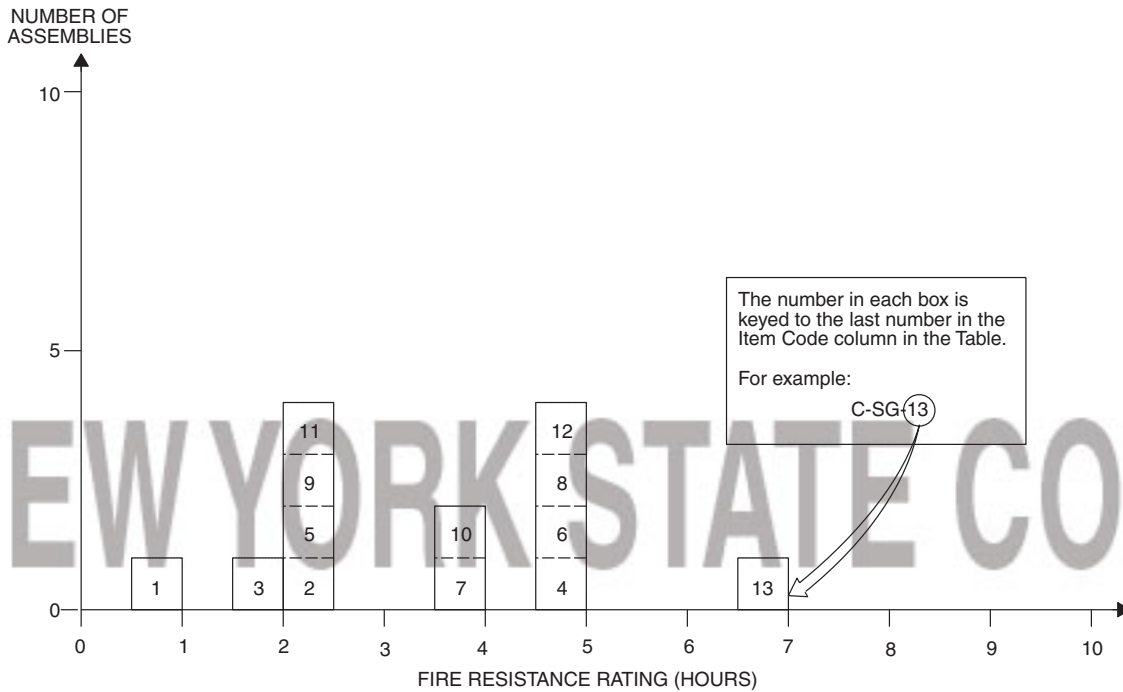 NUMBER OF
ASSEMBLIES
10
5
0
The number in each box is
keyed to the last number in the
Item Code column in the Table.
For example:
C-SG-13
11
12
9
8
5
10
6
1
3
2
7
4
13
EW YORK STATE CO
0 1 2 3 4 5 6 7 8 9 10
FIRE RESISTANCE RATING (HOURS)